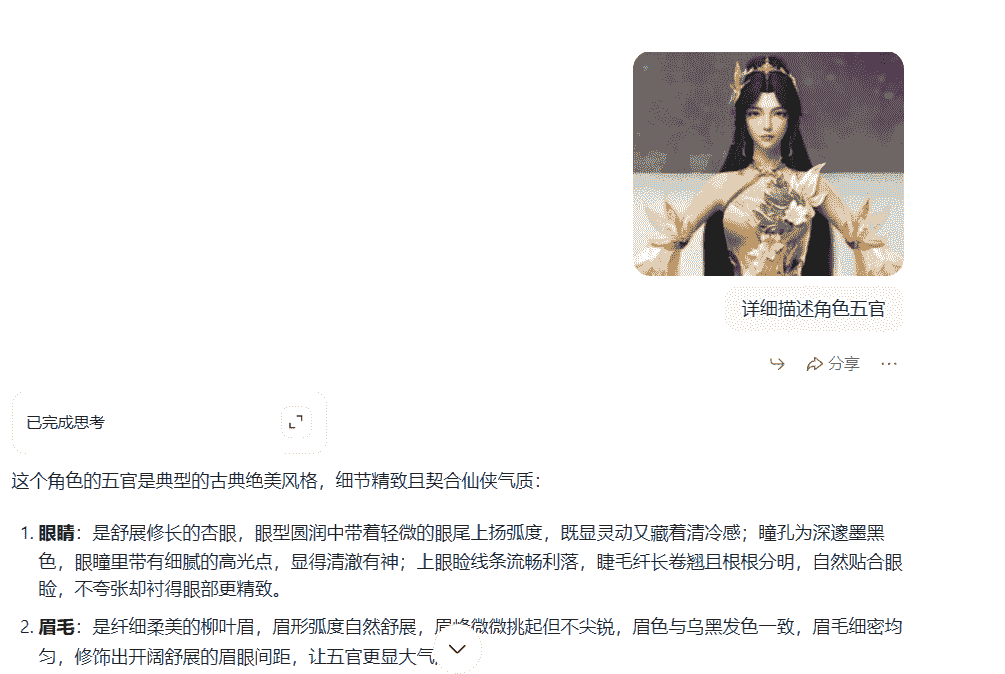 详细描述角色五官
分享
已完成思考
这个角色的五官是典型的古典绝美风格，细节精致且契合仙侠气质：
1. 眼睛：是舒展修长的杏眼，眼型圆润中带着轻微的眼尾上扬弧度，既显灵动又藏着清冷感；瞳孔为深邃墨黑
色，眼瞳里带有细腻的高光点，显得清澈有神；上眼睑线条流畅利落，睫毛纤长卷翘且根根分明，自然贴合眼
睑，不夸张却衬得眼部更精致。
2. 眉毛：是纤细柔美的柳叶眉，眉形弧度自然舒展，眉峰微微挑起但不尖锐，眉色与乌黑发色一致，眉毛细密均
匀，修饰出开阔舒展的眉眼间距，让五官更显大气